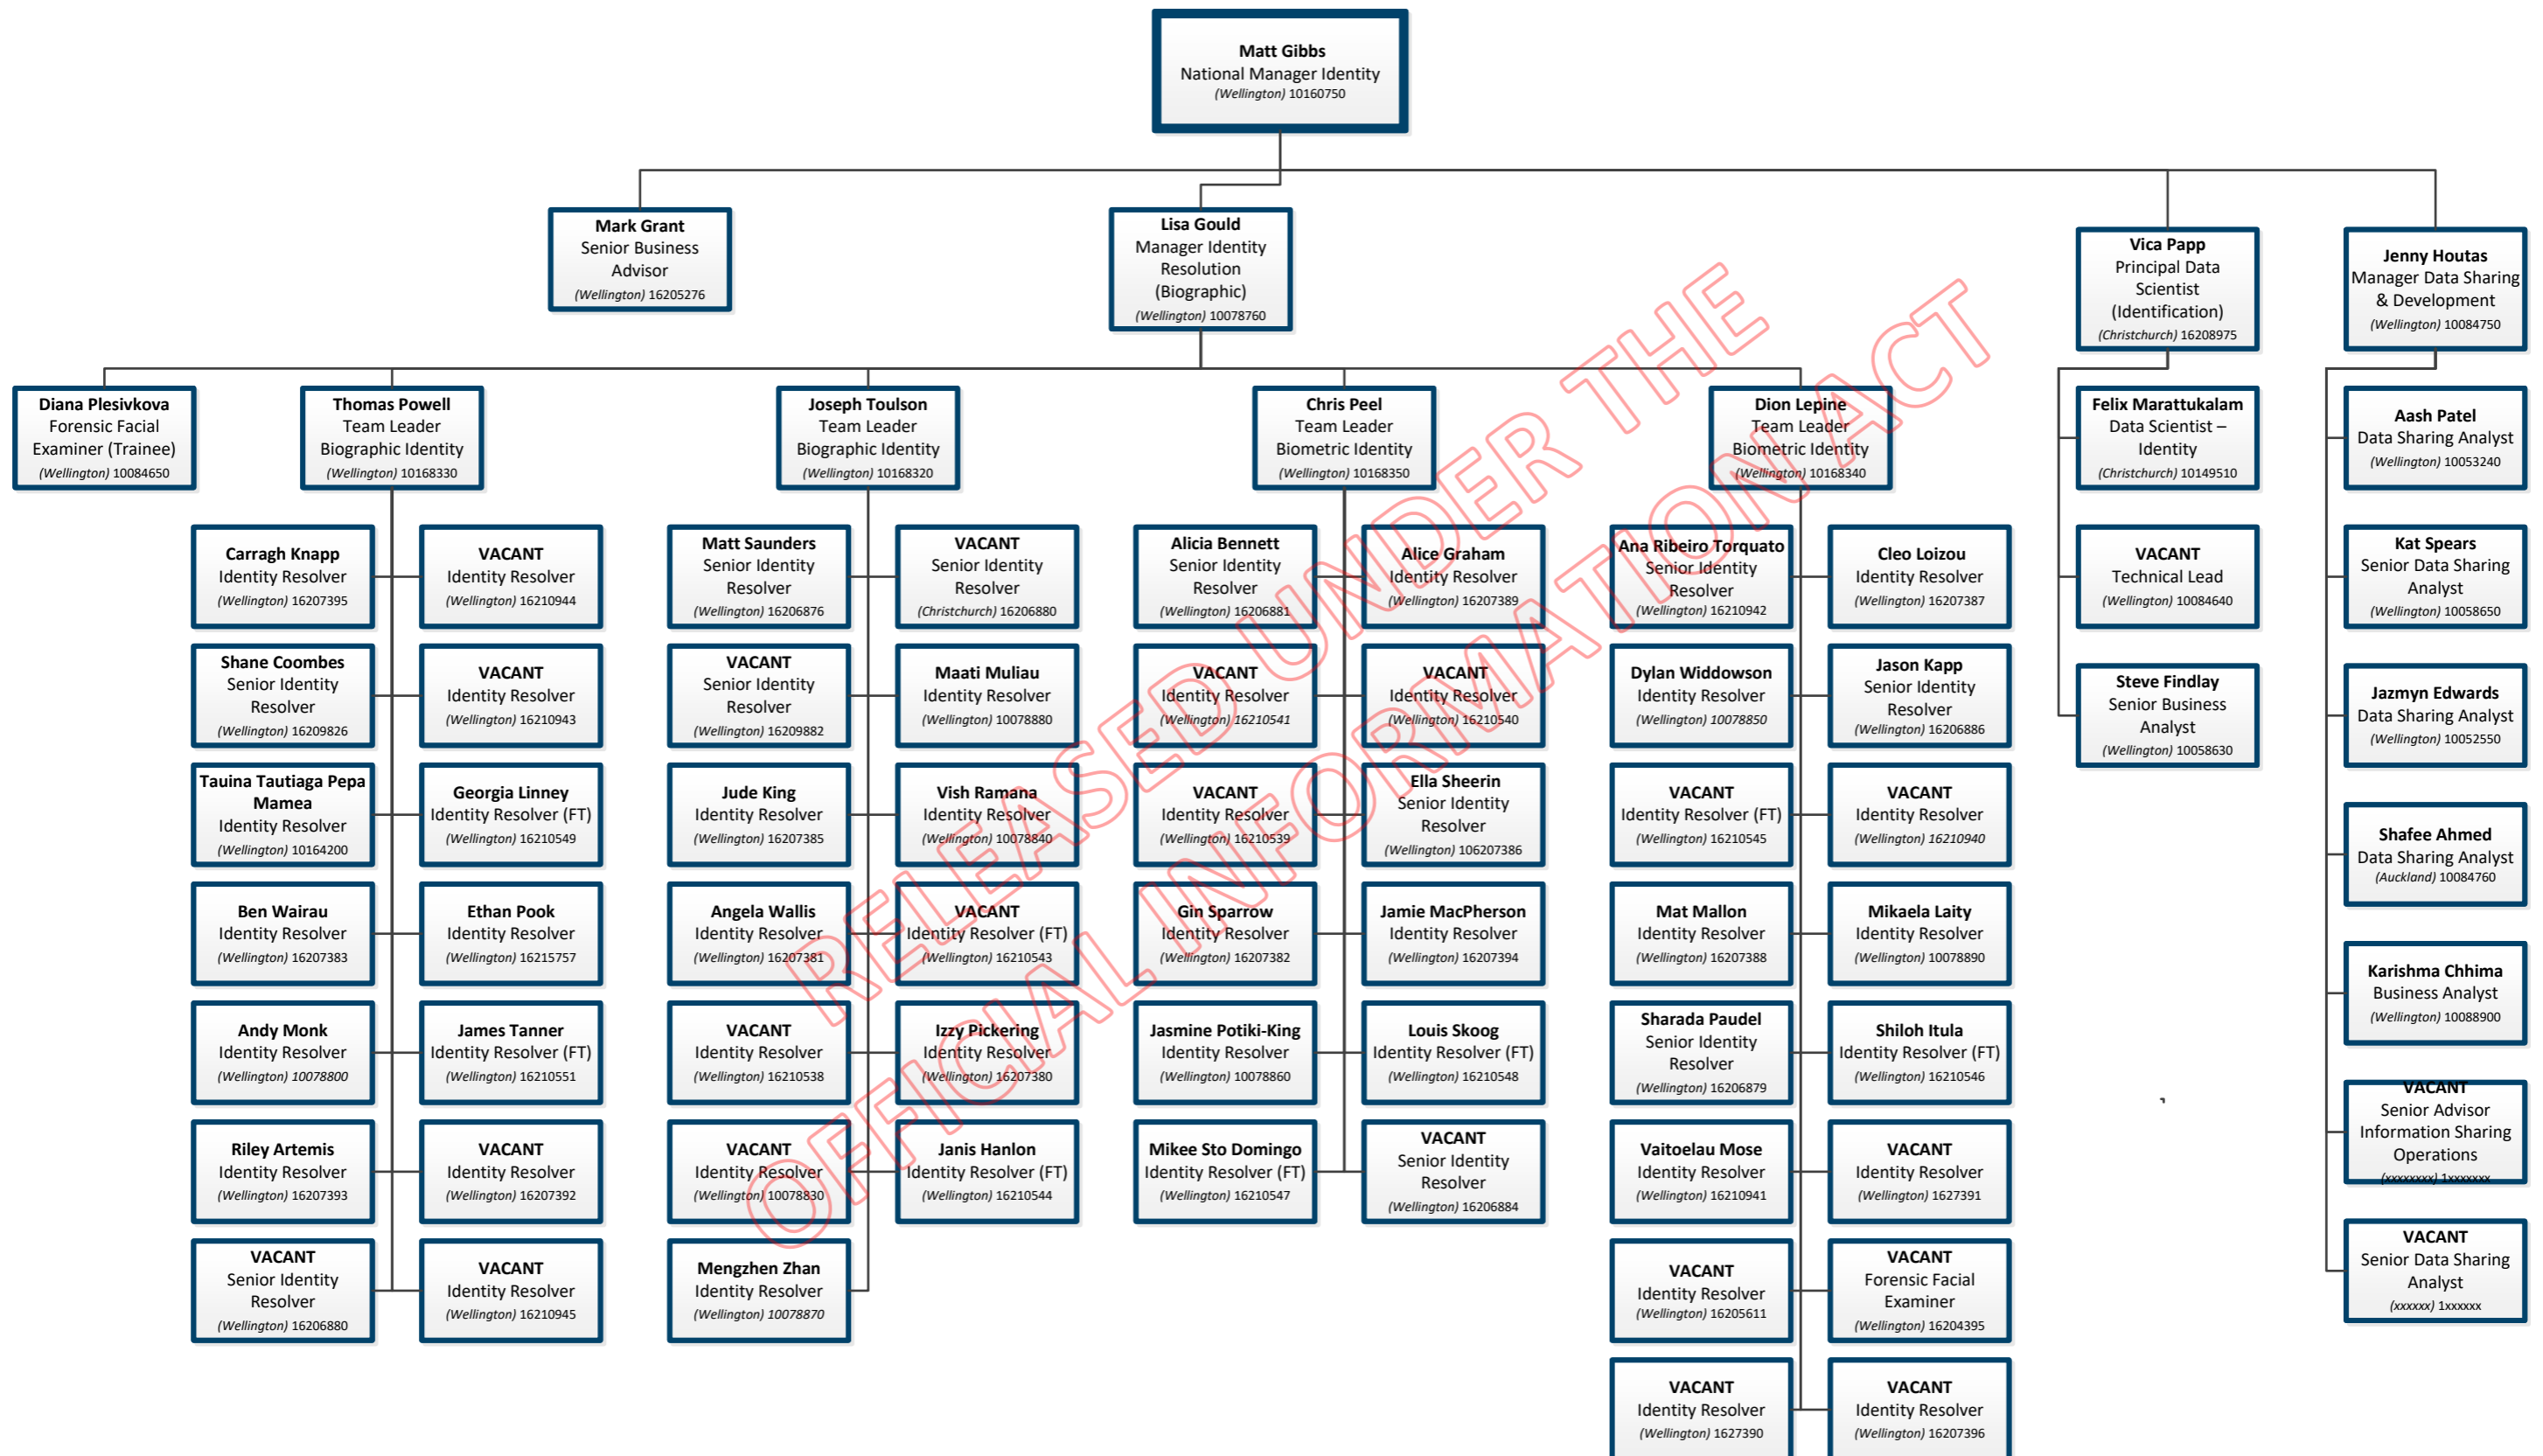 Matt Gibbs
National Manager Identity
(Wellington) 10160750
Mark Grant
Senior Business
Advisor
(Wellington) 16205276
Lisa Gould
Manager Identity
Resolution
(Biographic)
(Wellington) 10078760
Vica Papp
Principal Data
Scientist
(Identification)
(Christchurch) 16208975
Jenny Houtas
Manager Data Sharing
& Development
(Wellington) 10084750
Diana Plesivkova
Forensic Facial
Examiner (Trainee)
(Wellington) 10084650
Thomas Powell
Team Leader
Biographic Identity
(Wellington) 10168330
Joseph Toulson
Team Leader
Biographic Identity
(Wellington) 10168320
Chris Peel
Team Leader
Biometric Identity
(Wellington) 10168350
Dion Lepine
Team Leader
Biometric Identity
(Wellington) 10168340
Carragh Knapp
Identity Resolver
(Wellington) 16207395
VACANT
Identity Resolver
(Wellington) 16210944
Shane Coombes
Senior Identity
Resolver
(Wellington) 16209826
VACANT
Identity Resolver
(Wellington) 16210943
Tauina Tautiaga Pepa
Mamea
Identity Resolver
(Wellington) 10164200
Georgia Linney
Identity Resolver (FT)
(Wellington) 16210549
Ben Wairau
Identity Resolver
(Wellington) 16207383
Ethan Pook
Identity Resolver
(Wellington) 16215757
Andy Monk
Identity Resolver
(Wellington) 10078800
James Tanner
Identity Resolver (FT)
(Wellington) 16210551
Riley Artemis
Identity Resolver
(Wellington) 16207393
VACANT
Identity Resolver
(Wellington) 16207392
VACANT
Senior Identity
Resolver
(Wellington) 16206880
VACANT
Identity Resolver
(Wellington) 16210945
Matt Saunders
Senior Identity
Resolver
(Wellington) 16206876
VACANT
Senior Identity
Resolver
(Christchurch) 16206880
VACANT
Senior Identity
Resolver
(Wellington) 16209882
Maati Muliau
Identity Resolver
(Wellington) 10078880
Jude King
Identity Resolver
(Wellington) 16207385
Vish Ramana
Identity Resolver
(Wellington) 10078840
Angela Wallis
Identity Resolver
(Wellington) 16207381
VACANT
Identity Resolver (FT)
(Wellington) 16210543
VACANT
Identity Resolver
(Wellington) 16210538
Izzy Pickering
Identity Resolver
(Wellington) 16207380
VACANT
Identity Resolver
(Wellington) 10078830
Janis Hanlon
Identity Resolver (FT)
(Wellington) 16210544
Mengzhen Zhan
Identity Resolver
(Wellington) 10078870
Alicia Bennett
Senior Identity
Resolver
(Wellington) 16206881
Alice Graham
Identity Resolver
(Wellington) 16207389
VACANT
Identity Resolver
(Wellington) 16210541
VACANT
Identity Resolver
(Wellington) 16210540
VACANT
Identity Resolver
(Wellington) 16210539
Ella Sheerin
Senior Identity
Resolver
(Wellington) 106207386
Gin Sparrow
Identity Resolver
(Wellington) 16207382
Jamie MacPherson
Identity Resolver
(Wellington) 16207394
Jasmine Potiki-King
Identity Resolver
(Wellington) 10078860
Louis Skoog
Identity Resolver (FT)
(Wellington) 16210548
Mikee Sto Domingo
Identity Resolver (FT)
(Wellington) 16210547
VACANT
Senior Identity
Resolver
(Wellington) 16206884
Ana Ribeiro Torquato
Senior Identity
Resolver
(Wellington) 16210942
Cleo Loizou
Identity Resolver
(Wellington) 16207387
Dylan Widdowson
Identity Resolver
(Wellington) 10078850
Jason Kapp
Senior Identity
Resolver
(Wellington) 16206886
VACANT
Identity Resolver (FT)
(Wellington) 16210545
VACANT
Identity Resolver
(Wellington) 16210940
Mat Mallon
Identity Resolver
(Wellington) 16207388
Mikaela Laity
Identity Resolver
(Wellington) 10078890
Sharada Paudel
Senior Identity
Resolver
(Wellington) 16206879
Shiloh Itula
Identity Resolver (FT)
(Wellington) 16210546
Vaitoelau Mose
Identity Resolver
(Wellington) 16210941
VACANT
Identity Resolver
(Wellington) 1627391
VACANT
Identity Resolver
(Wellington) 16205611
VACANT
Forensic Facial
Examiner
(Wellington) 16204395
VACANT
Identity Resolver
(Wellington) 1627390
VACANT
Identity Resolver
(Wellington) 16207396
Felix Marattukalam
Data Scientist –
Identity
(Christchurch) 10149510
VACANT
Technical Lead
(Wellington) 10084640
Steve Findlay
Senior Business
Analyst
(Wellington) 10058630
Aash Patel
Data Sharing Analyst
(Wellington) 10053240
Kat Spears
Senior Data Sharing
Analyst
(Wellington) 10058650
Jazmyn Edwards
Data Sharing Analyst
(Wellington) 10052550
Shafee Ahmed
Data Sharing Analyst
(Auckland) 10084760
Karishma Chhima
Business Analyst
(Wellington) 10088900
VACANT
Senior Advisor
Information Sharing
Operations
(xxxxxxxx) 1xxxxxxx
VACANT
Senior Data Sharing
Analyst
(xxxxxx) 1xxxxxx
RELEASED UNDER THE
OFFICIAL INFORMATION ACT